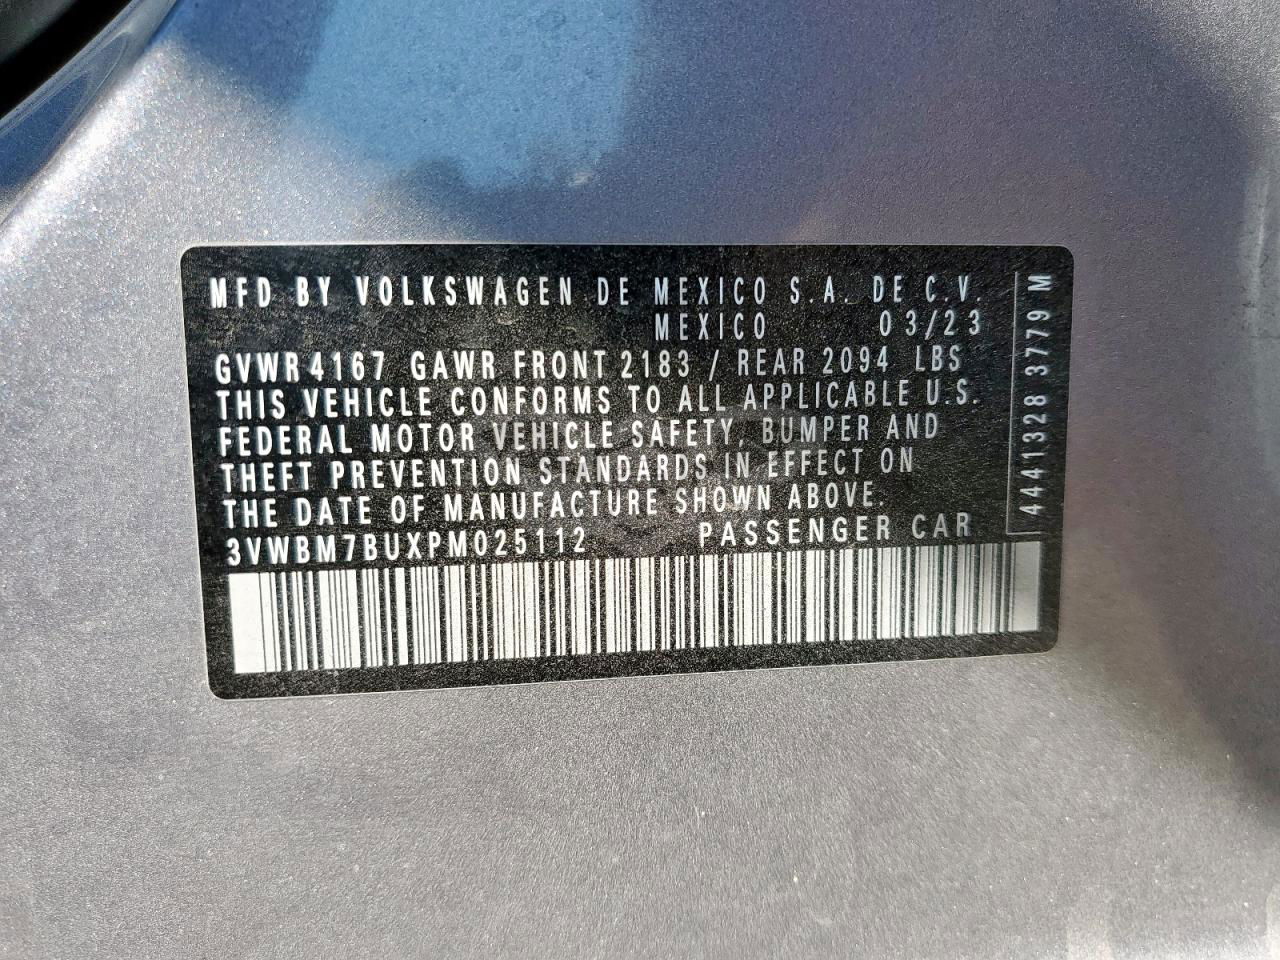 MFD BY VOLKSWAGEN DE MEXICO S.A. DE C.V.
MEXICO 03/23
GVWR 4167 GAWR FRONT 2183 / REAR 2094 LBS
THIS VEHICLE CONFORMS TO ALL APPLICABLE U.S.
FEDERAL MOTOR VEHICLE SAFETY, BUMPER AND
THEFT PREVENTION STANDARDS IN EFFECT ON
THE DATE OF MANUFACTURE SHOWN ABOVE.
3VWBM7BUXPM025112 PASSENGER CAR
4441328 3779 M